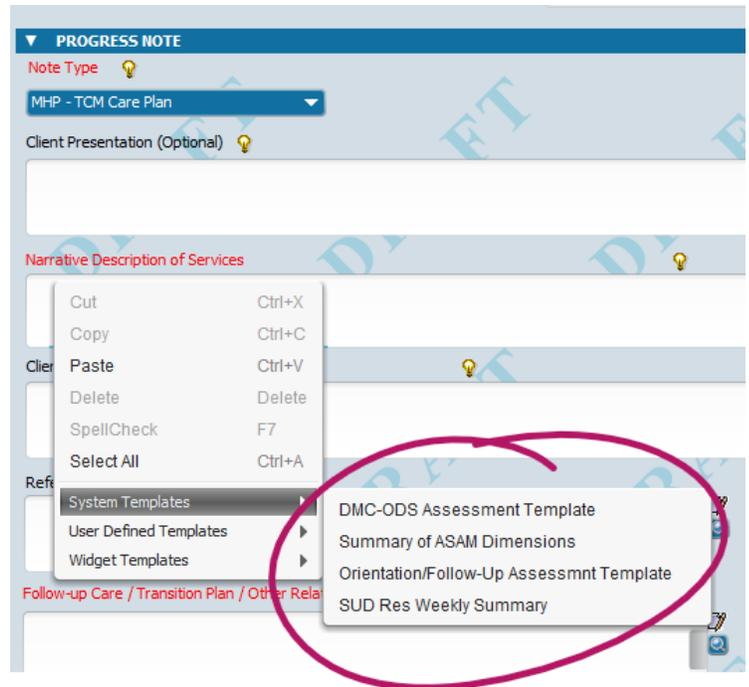 ▼ PROGRESS NOTE
Note Type
MHP - TCM Care Plan
Client Presentation (Optional)
Narrative Description of Services
Cut Ctrl+X
Copy Ctrl+C
Clien
Paste Ctrl+V
Delete Delete
SpellCheck F7
Select All Ctrl+A
Refe
System Templates
User Defined Templates
Widget Templates
DMC-ODS Assessment Template
Summary of ASAM Dimensions
Orientation/Follow-Up Assessmnt Template
SUD Res Weekly Summary
Follow-up Care / Transition Plan / Other Rela